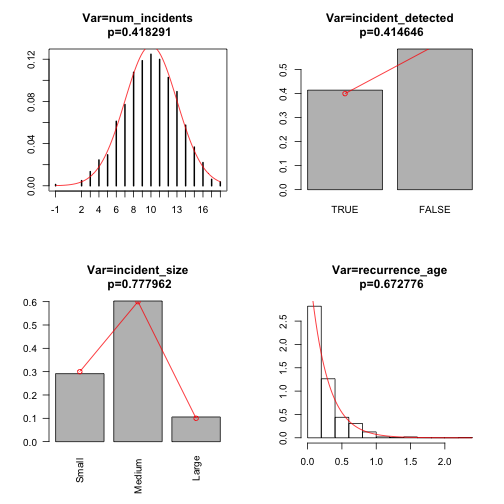 Var=num_incidents
p=0.418291
0.12
0.08
0.04
0.00
-1 2 4 6 8 10 13 16
Var=incident_detected
p=0.414646
0.5
0.4
0.3
0.2
0.1
0.0
TRUE FALSE
Var=incident_size
p=0.777962
0.6
0.5
0.4
0.3
0.2
0.1
0.0
Small Medium Large
Var=recurrence_age
p=0.672776
2.5
2.0
1.5
1.0
0.5
0.0
0.0 0.5 1.0 1.5 2.0